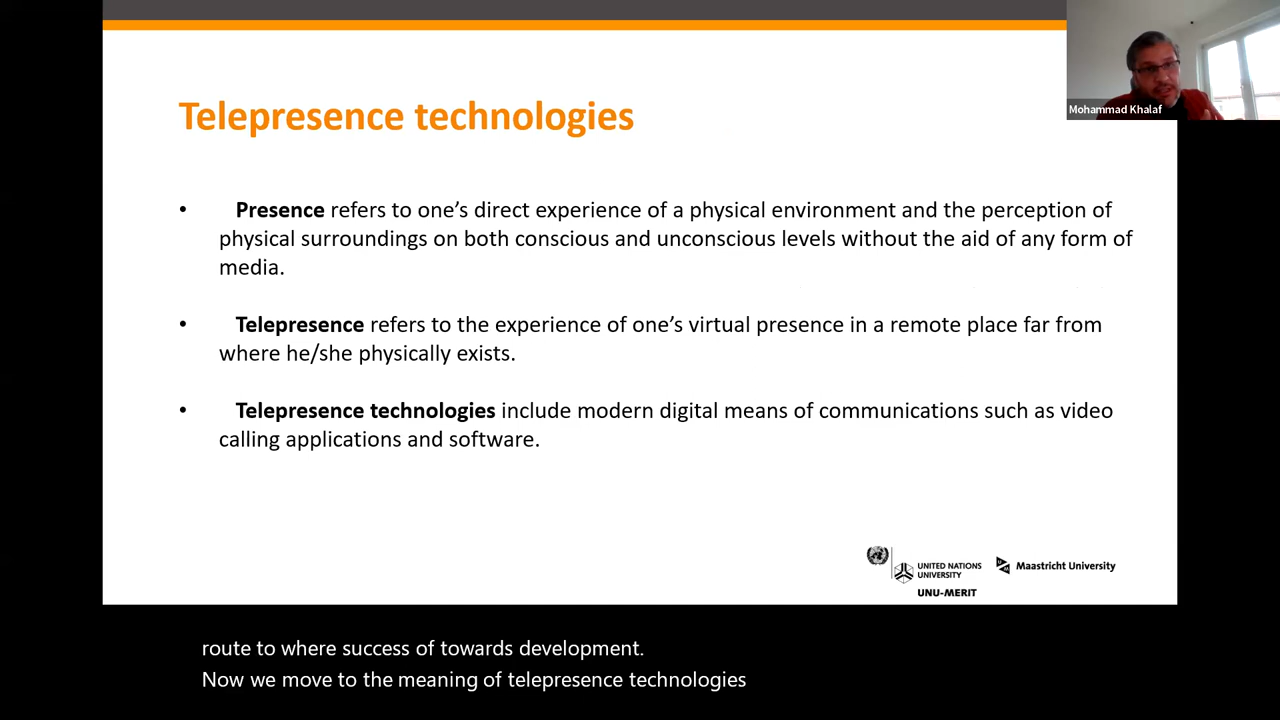 Telepresence technologies
Mohammad Khalaf
• Presence refers to one’s direct experience of a physical environment and the perception of
physical surroundings on both conscious and unconscious levels without the aid of any form of
media.
• Telepresence refers to the experience of one’s virtual presence in a remote place far from
where he/she physically exists.
• Telepresence technologies include modern digital means of communications such as video
calling applications and software.
UNITED NATIONS
UNIVERSITY
UNU-MERIT
Maastricht University
route to where success of towards development.
Now we move to the meaning of telepresence technologies